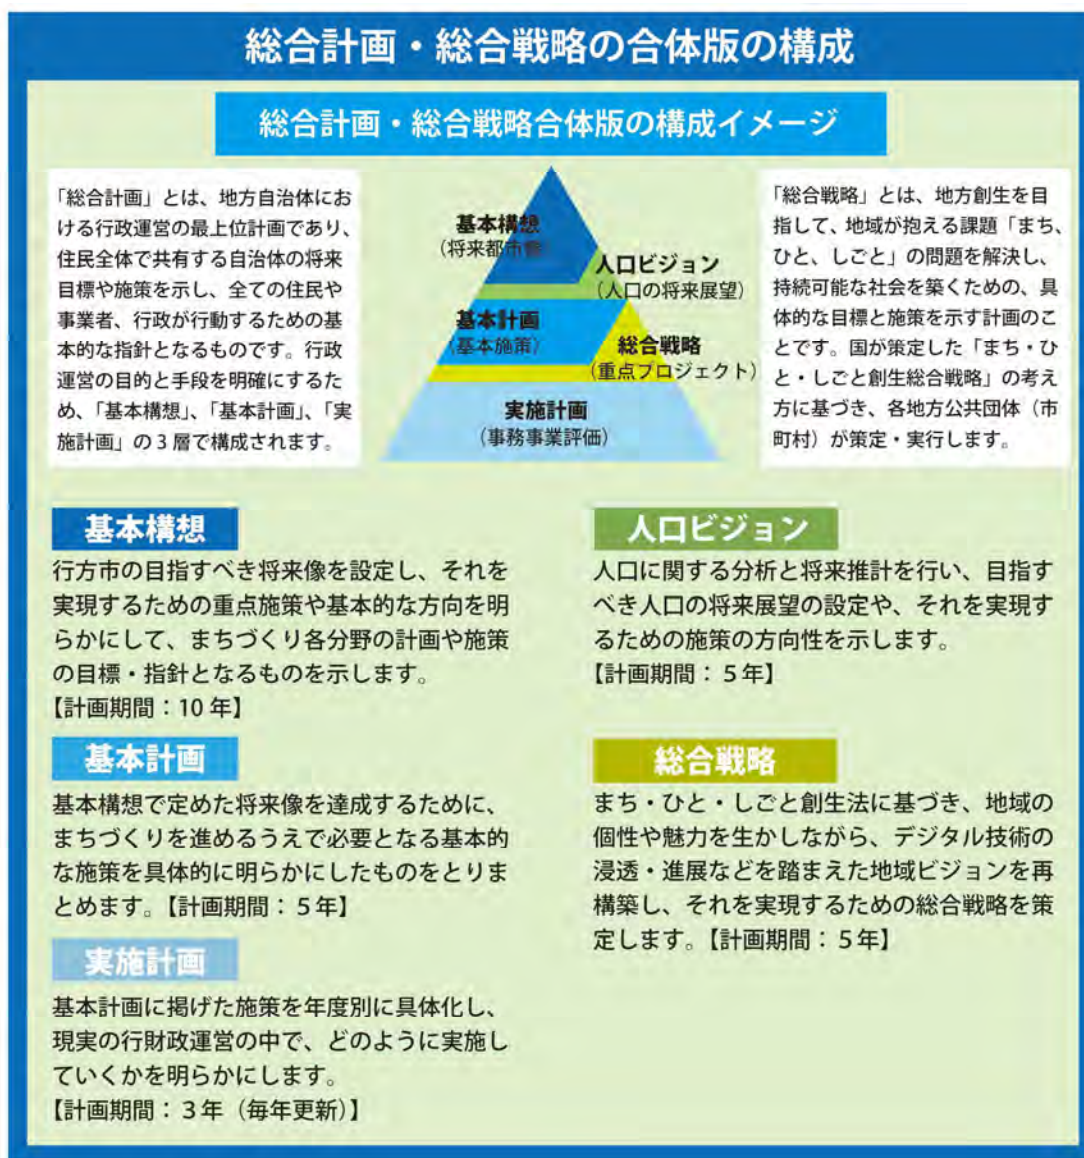 総合計画・総合戦略の合体版の構成
総合計画・総合戦略合体版の構成イメージ
「総合計画」とは、地方自治体にお
ける行政運営の最上位計画であり、
住民全体で共有する自治体の将来
目標や施策を示し、全ての住民や
事業者、行政が行動するための基
本的な指針となるものです。行政
運営の目的と手段を明確にするた
め、「基本構想」、「基本計画」、「実
施計画」の3層で構成されます。
基本構想
(将来都市像)
人口ビジョン
(人口の将来展望)
基本計画
(基本施策)
総合戦略
(重点プロジェクト)
実施計画
(事務事業評価)
「総合戦略」とは、地方創生を目
指して、地域が抱える課題「まち、
ひと、しごと」の問題を解決し、
持続可能な社会を築くための、具
体的な目標と施策を示す計画のこ
とです。国が策定した「まち・ひ
と・しごと創生総合戦略」の考え
方に基づき、各地方公共団体(市
町村)が策定・実行します。
基本構想
行方市の目指すべき将来像を設定し、それを
実現するための重点施策や基本的な方向を明
らかにして、まちづくり各分野の計画や施策
の目標・指針となるものを示します。
【計画期間：10年】
基本計画
基本構想で定めた将来像を達成するために、
まちづくりを進めるうえで必要となる基本的
な施策を具体的に明らかにしたものをとりま
とめます。【計画期間：5年】
実施計画
基本計画に掲げた施策を年度別に具体化し、
現実の行財政運営の中で、どのように実施し
ていくかを明らかにします。
【計画期間：3年（毎年更新）】
人口ビジョン
人口に関する分析と将来推計を行い、目指す
べき人口の将来展望の設定や、それを実現す
るための施策の方向性を示します。
【計画期間：5年】
総合戦略
まち・ひと・しごと創生法に基づき、地域の
個性や魅力を生かしながら、デジタル技術の
浸透・進展などを踏まえた地域ビジョンを再
構築し、それを実現するための総合戦略を策
定します。【計画期間：5年】